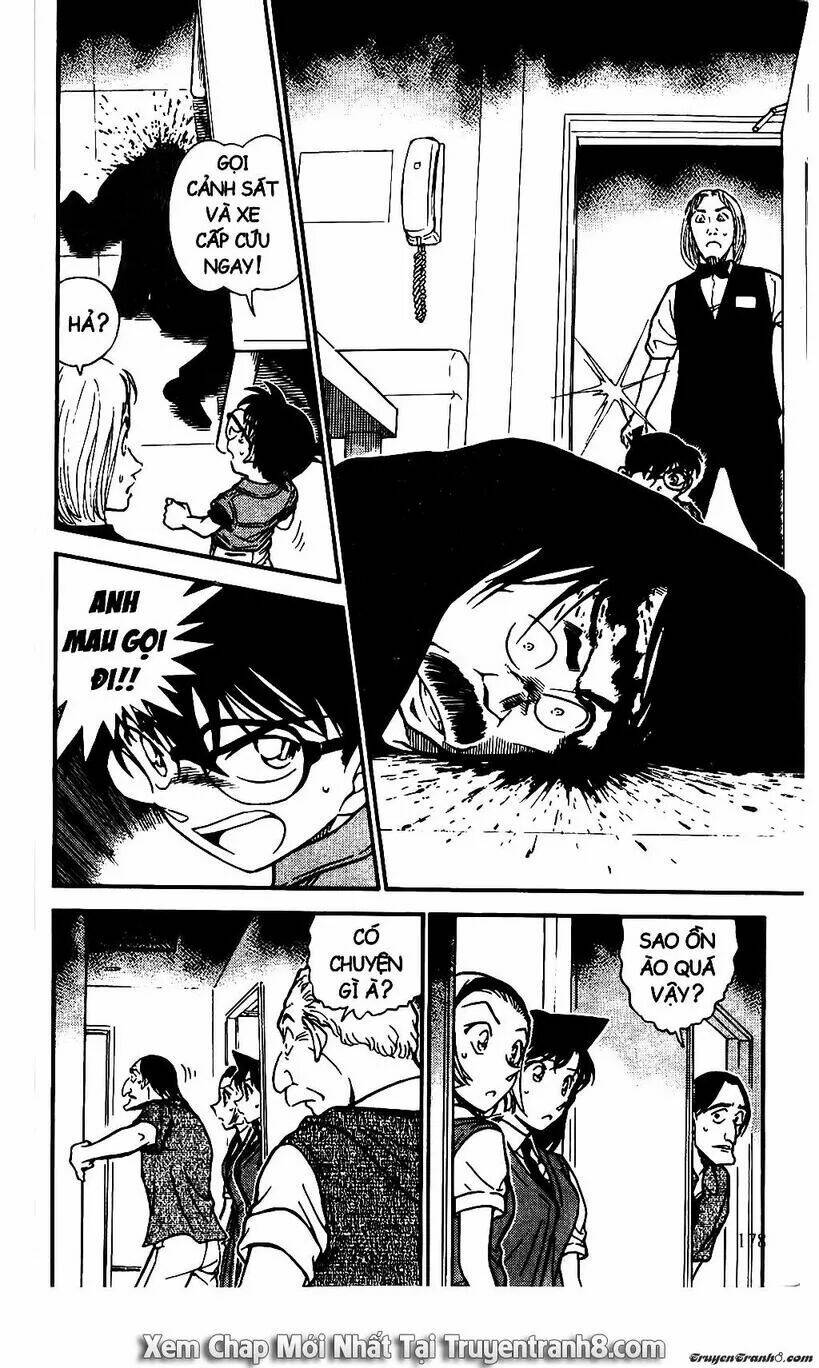 GỌI
CẢNH SÁT
VÀ XE
CẤP CỨU
NGAY!
HẢ?
ANH
MAU GỌI
ĐI!!
CÓ
CHUYỆN
GÌ À?
SAO ỒN
ÀO QUÁ
VẬY?
178
Xem Chap Mới Nhất Tại Truyentranh8.com
TruyenTranh8.com